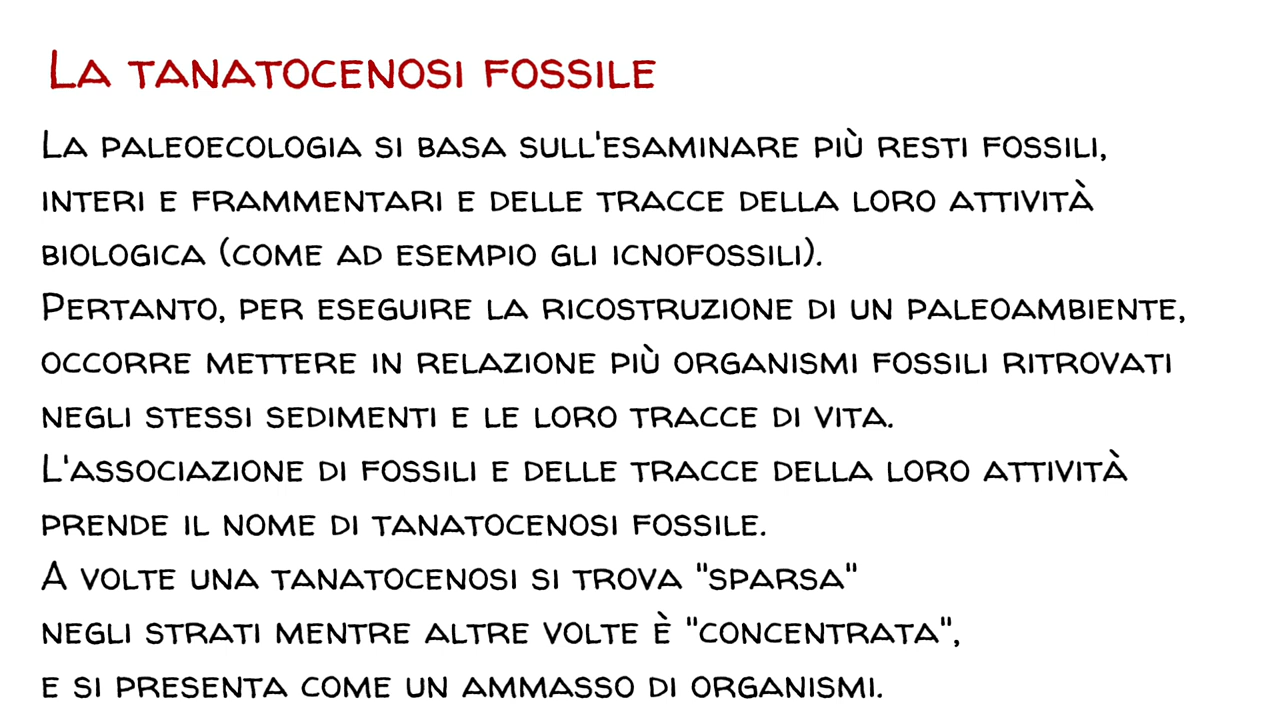 La tanatocenosi fossile
La paleoecologia si basa sull'esaminare più resti fossili,
interi e frammentari e delle tracce della loro attività
biologica (come ad esempio gli icnofossili).
Pertanto, per eseguire la ricostruzione di un paleoambiente,
occorre mettere in relazione più organismi fossili ritrovati
negli stessi sedimenti e le loro tracce di vita.
L'associazione di fossili e delle tracce della loro attività
prende il nome di tanatocenosi fossile.
A volte una tanatocenosi si trova "sparsa"
negli strati mentre altre volte è "concentrata",
e si presenta come un ammasso di organismi.